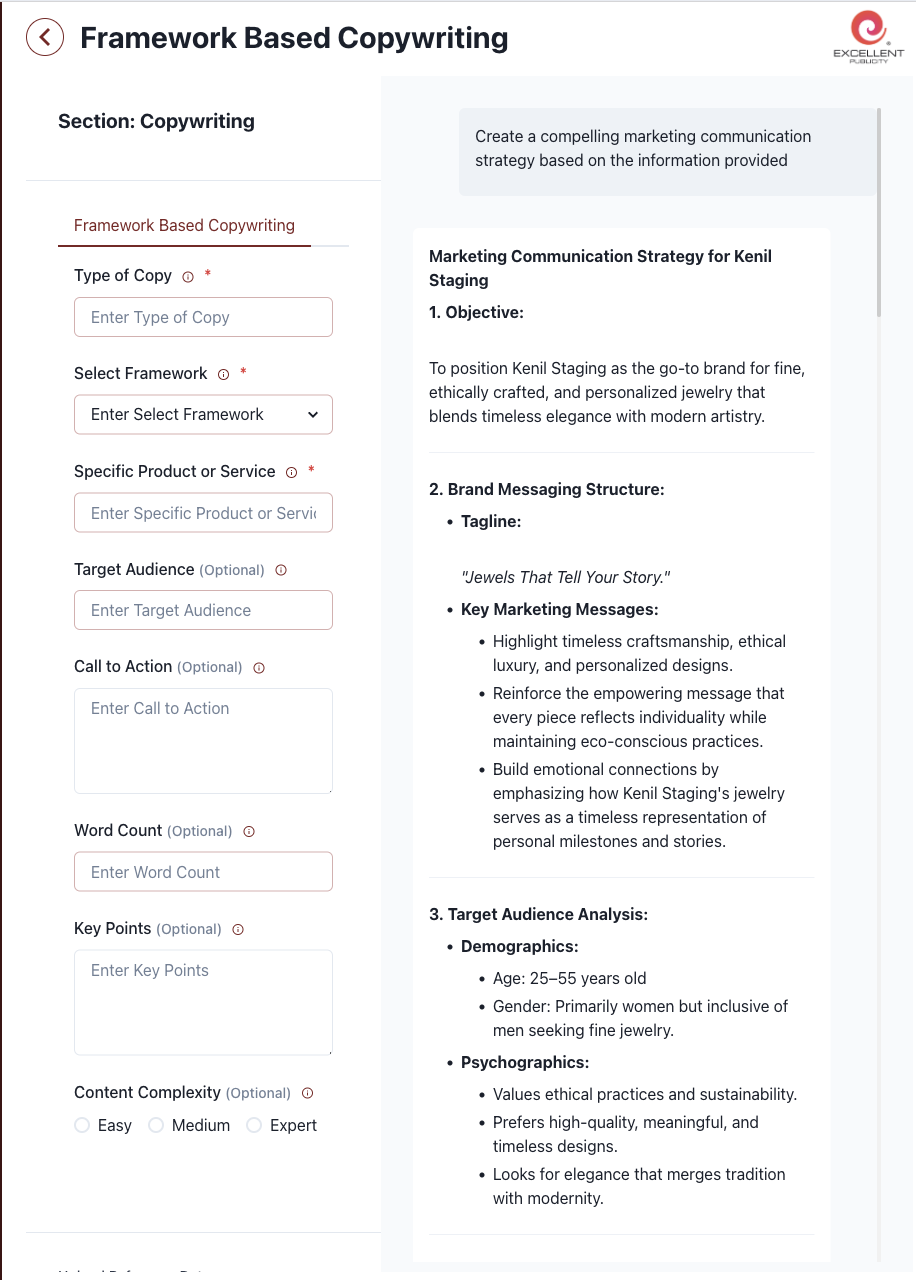 Framework Based Copywriting
EXCELLENT
PUBLICITY
Section: Copywriting
Framework Based Copywriting
Type of Copy *
Enter Type of Copy
Select Framework *
Enter Select Framework
Specific Product or Service *
Enter Specific Product or Servic
Target Audience (Optional)
Enter Target Audience
Call to Action (Optional)
Enter Call to Action
Word Count (Optional)
Enter Word Count
Key Points (Optional)
Enter Key Points
Content Complexity (Optional)
Easy Medium Expert
Create a compelling marketing communication
strategy based on the information provided
Marketing Communication Strategy for Kenil
Staging
1. Objective:
To position Kenil Staging as the go-to brand for fine,
ethically crafted, and personalized jewelry that
blends timeless elegance with modern artistry.
2. Brand Messaging Structure:
• Tagline:
"Jewels That Tell Your Story."
• Key Marketing Messages:
• Highlight timeless craftsmanship, ethical
luxury, and personalized designs.
• Reinforce the empowering message that
every piece reflects individuality while
maintaining eco-conscious practices.
• Build emotional connections by
emphasizing how Kenil Staging's jewelry
serves as a timeless representation of
personal milestones and stories.
3. Target Audience Analysis:
• Demographics:
• Age: 25–55 years old
• Gender: Primarily women but inclusive of
men seeking fine jewelry.
• Psychographics:
• Values ethical practices and sustainability.
• Prefers high-quality, meaningful, and
timeless designs.
• Looks for elegance that merges tradition
with modernity.